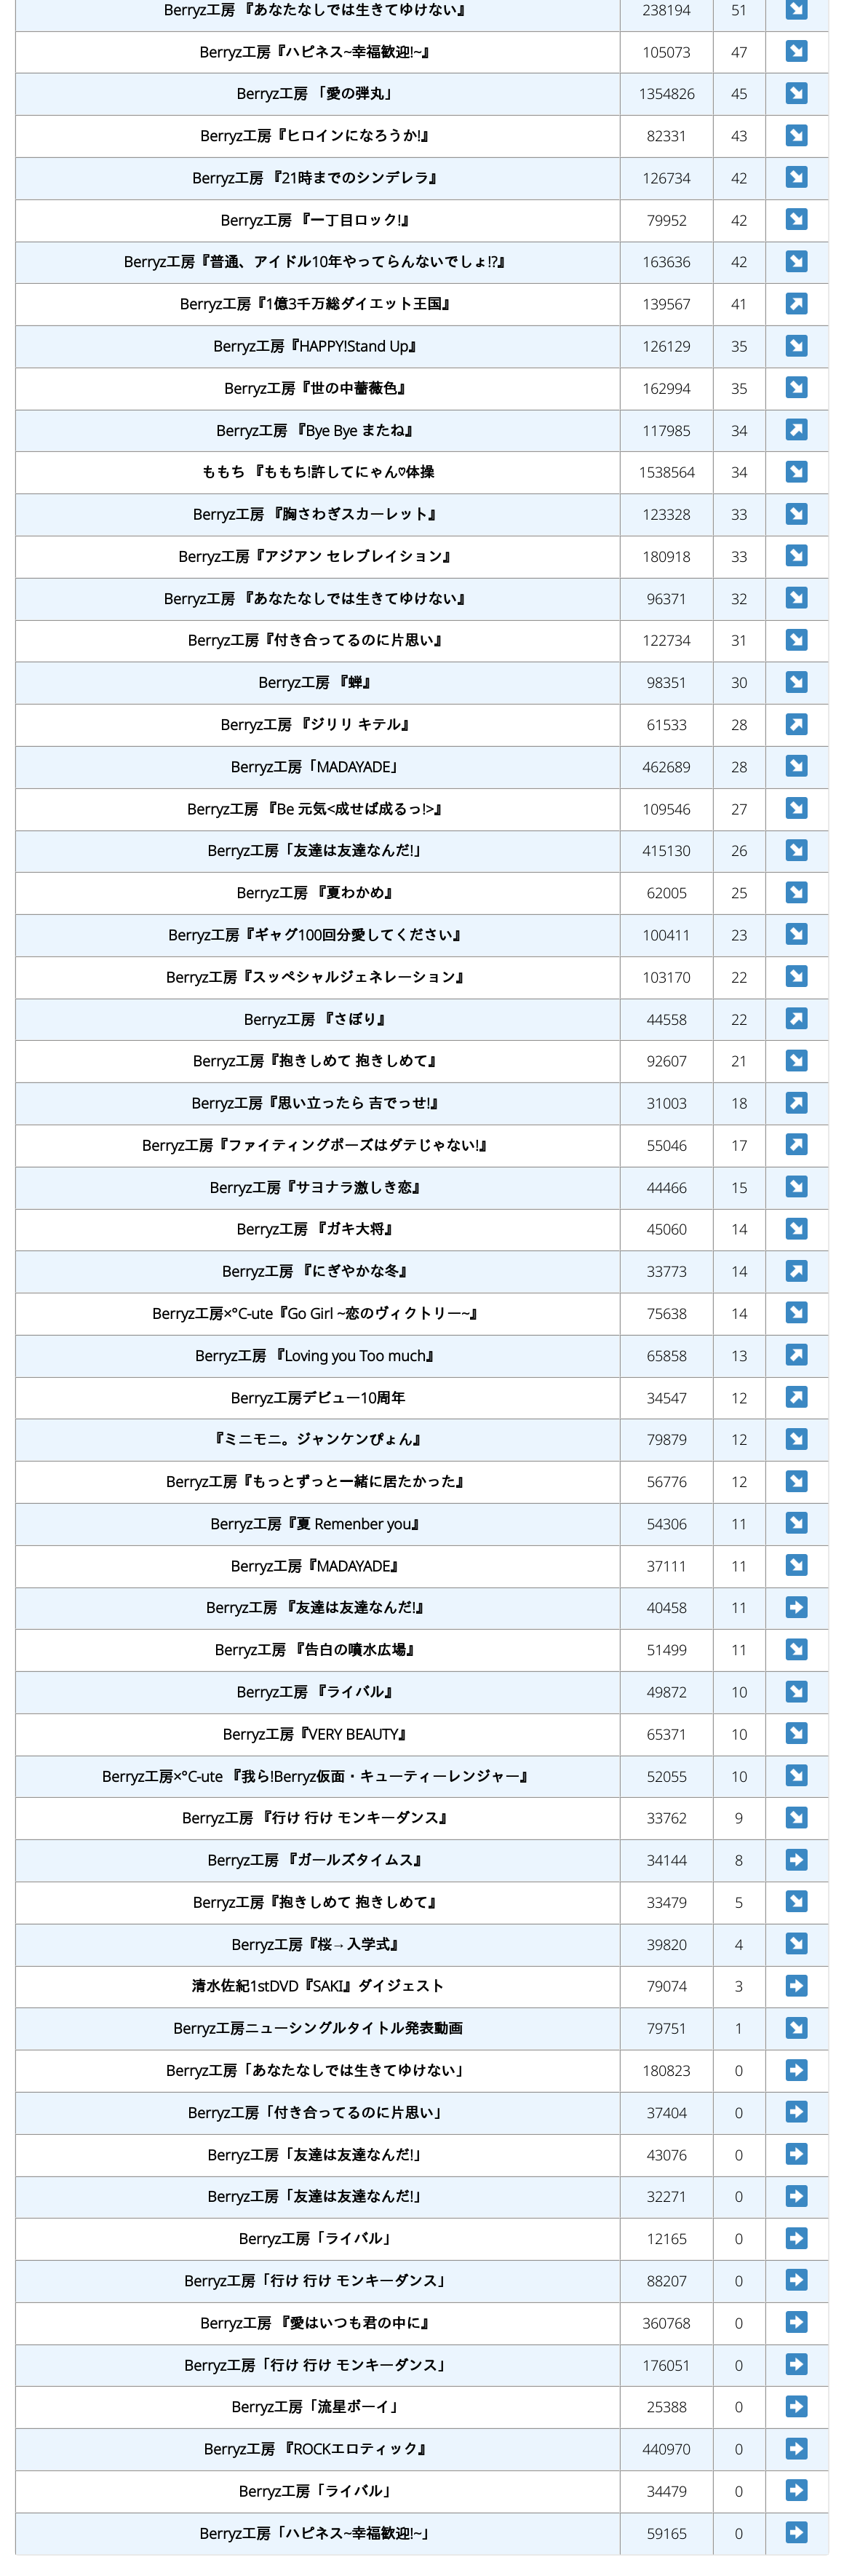 Berryz工房 『あなたなしでは生きてゆけない』 238194 51 ↘
Berryz工房『ハピネス~幸福歓迎!~』 105073 47 ↘
Berryz工房 「愛の弾丸」 1354826 45 ↘
Berryz工房『ヒロインになろうか!』 82331 43 ↘
Berryz工房 『21時までのシンデレラ』 126734 42 ↘
Berryz工房 『一丁目ロック!』 79952 42 ↘
Berryz工房『普通、アイドル10年やってらんないでしょ!?』 163636 42 ↘
Berryz工房『1億3千万総ダイエット王国』 139567 41 ↗
Berryz工房『HAPPY!Stand Up』 126129 35 ↘
Berryz工房『世の中薔薇色』 162994 35 ↘
Berryz工房 『Bye Bye またね』 117985 34 ↗
ももち 『ももち!許してにゃん♡体操 1538564 34 ↘
Berryz工房 『胸さわぎスカーレット』 123328 33 ↘
Berryz工房『アジアン セレブレイション』 180918 33 ↘
Berryz工房 『あなたなしでは生きてゆけない』 96371 32 ↘
Berryz工房『付き合ってるのに片思い』 122734 31 ↘
Berryz工房 『蝉』 98351 30 ↘
Berryz工房 『ジリリ キテル』 61533 28 ↗
Berryz工房「MADAYADE」 462689 28 ↘
Berryz工房 『Be 元気<成せば成るっ!>』 109546 27 ↘
Berryz工房「友達は友達なんだ!」 415130 26 ↘
Berryz工房 『夏わかめ』 62005 25 ↘
Berryz工房『ギャグ100回分愛してください』 100411 23 ↘
Berryz工房『スッペシャルジェネレーション』 103170 22 ↘
Berryz工房 『さぼり』 44558 22 ↗
Berryz工房『抱きしめて 抱きしめて』 92607 21 ↘
Berryz工房『思い立ったら 吉でっせ!』 31003 18 ↗
Berryz工房『ファイティングポーズはダテじゃない!』 55046 17 ↗
Berryz工房『サヨナラ激しき恋』 44466 15 ↘
Berryz工房 『ガキ大将』 45060 14 ↘
Berryz工房 『にぎやかな冬』 33773 14 ↗
Berryz工房×°C-ute『Go Girl ~恋のヴィクトリー~』 75638 14 ↘
Berryz工房 『Loving you Too much』 65858 13 ↗
Berryz工房デビュー10周年 34547 12 ↗
『ミニモニ。ジャンケンぴょん』 79879 12 ↘
Berryz工房『もっとずっと一緒に居たかった』 56776 12 ↘
Berryz工房『夏 Remenber you』 54306 11 ↘
Berryz工房『MADAYADE』 37111 11 ↘
Berryz工房 『友達は友達なんだ!』 40458 11 ➡
Berryz工房 『告白の噴水広場』 51499 11 ↘
Berryz工房 『ライバル』 49872 10 ↘
Berryz工房『VERY BEAUTY』 65371 10 ↘
Berryz工房×°C-ute 『我ら!Berryz仮面・キューティーレンジャー』 52055 10 ↘
Berryz工房 『行け 行け モンキーダンス』 33762 9 ↘
Berryz工房 『ガールズタイムス』 34144 8 ➡
Berryz工房『抱きしめて 抱きしめて』 33479 5 ↘
Berryz工房『桜→入学式』 39820 4 ↘
清水佐紀1stDVD『SAKI』ダイジェスト 79074 3 ➡
Berryz工房ニューシングルタイトル発表動画 79751 1 ↘
Berryz工房「あなたなしでは生きてゆけない」 180823 0 ➡
Berryz工房「付き合ってるのに片思い」 37404 0 ➡
Berryz工房「友達は友達なんだ!」 43076 0 ➡
Berryz工房「友達は友達なんだ!」 32271 0 ➡
Berryz工房「ライバル」 12165 0 ➡
Berryz工房「行け 行け モンキーダンス」 88207 0 ➡
Berryz工房 『愛はいつも君の中に』 360768 0 ➡
Berryz工房「行け 行け モンキーダンス」 176051 0 ➡
Berryz工房「流星ボーイ」 25388 0 ➡
Berryz工房 『ROCKエロティック』 440970 0 ➡
Berryz工房「ライバル」 34479 0 ➡
Berryz工房「ハピネス~幸福歓迎!~」 59165 0 ➡